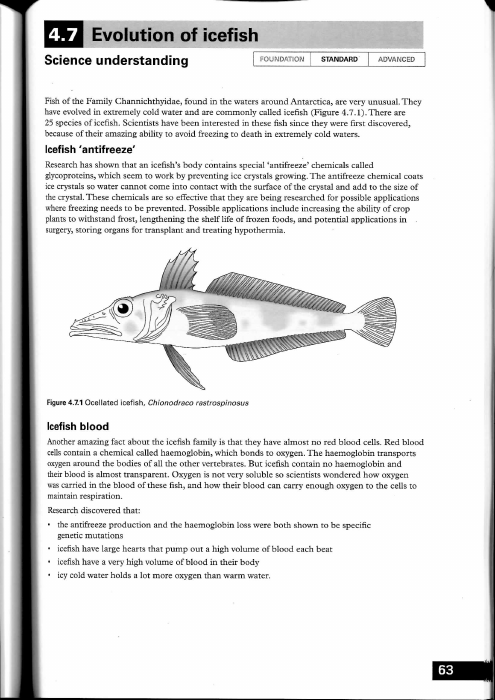 4.7 Evolution of icefish
Science understanding
FOUNDATION STANDARD ADVANCED
Fish of the Family Channichthyidae, found in the waters around Antarctica, are very unusual. They
have evolved in extremely cold water and are commonly called icefish (Figure 4.7.1). There are
25 species of icefish. Scientists have been interested in these fish since they were first discovered,
because of their amazing ability to avoid freezing to death in extremely cold waters.
Icefish ‘antifreeze’
Research has shown that an icefish’s body contains special ‘antifreeze’ chemicals called
glycoproteins, which seem to work by preventing ice crystals growing. The antifreeze chemical coats
ice crystals so water cannot come into contact with the surface of the crystal and add to the size of
the crystal. These chemicals are so effective that they are being researched for possible applications
where freezing needs to be prevented. Possible applications include increasing the ability of crop
plants to withstand frost, lengthening the shelf life of frozen foods, and potential applications in
surgery, storing organs for transplant and treating hypothermia.
Figure 4.7.1 Ocellated icefish, Chionodraco rastrospinosus
Icefish blood
Another amazing fact about the icefish family is that they have almost no red blood cells. Red blood
cells contain a chemical called haemoglobin, which bonds to oxygen. The haemoglobin transports
oxygen around the bodies of all the other vertebrates. But icefish contain no haemoglobin and
their blood is almost transparent. Oxygen is not very soluble so scientists wondered how oxygen
was carried in the blood of these fish, and how their blood can carry enough oxygen to the cells to
maintain respiration.
Research discovered that:
• the antifreeze production and the haemoglobin loss were both shown to be specific
genetic mutations
• icefish have large hearts that pump out a high volume of blood each beat
• icefish have a very high volume of blood in their body
• icy cold water holds a lot more oxygen than warm water.
63